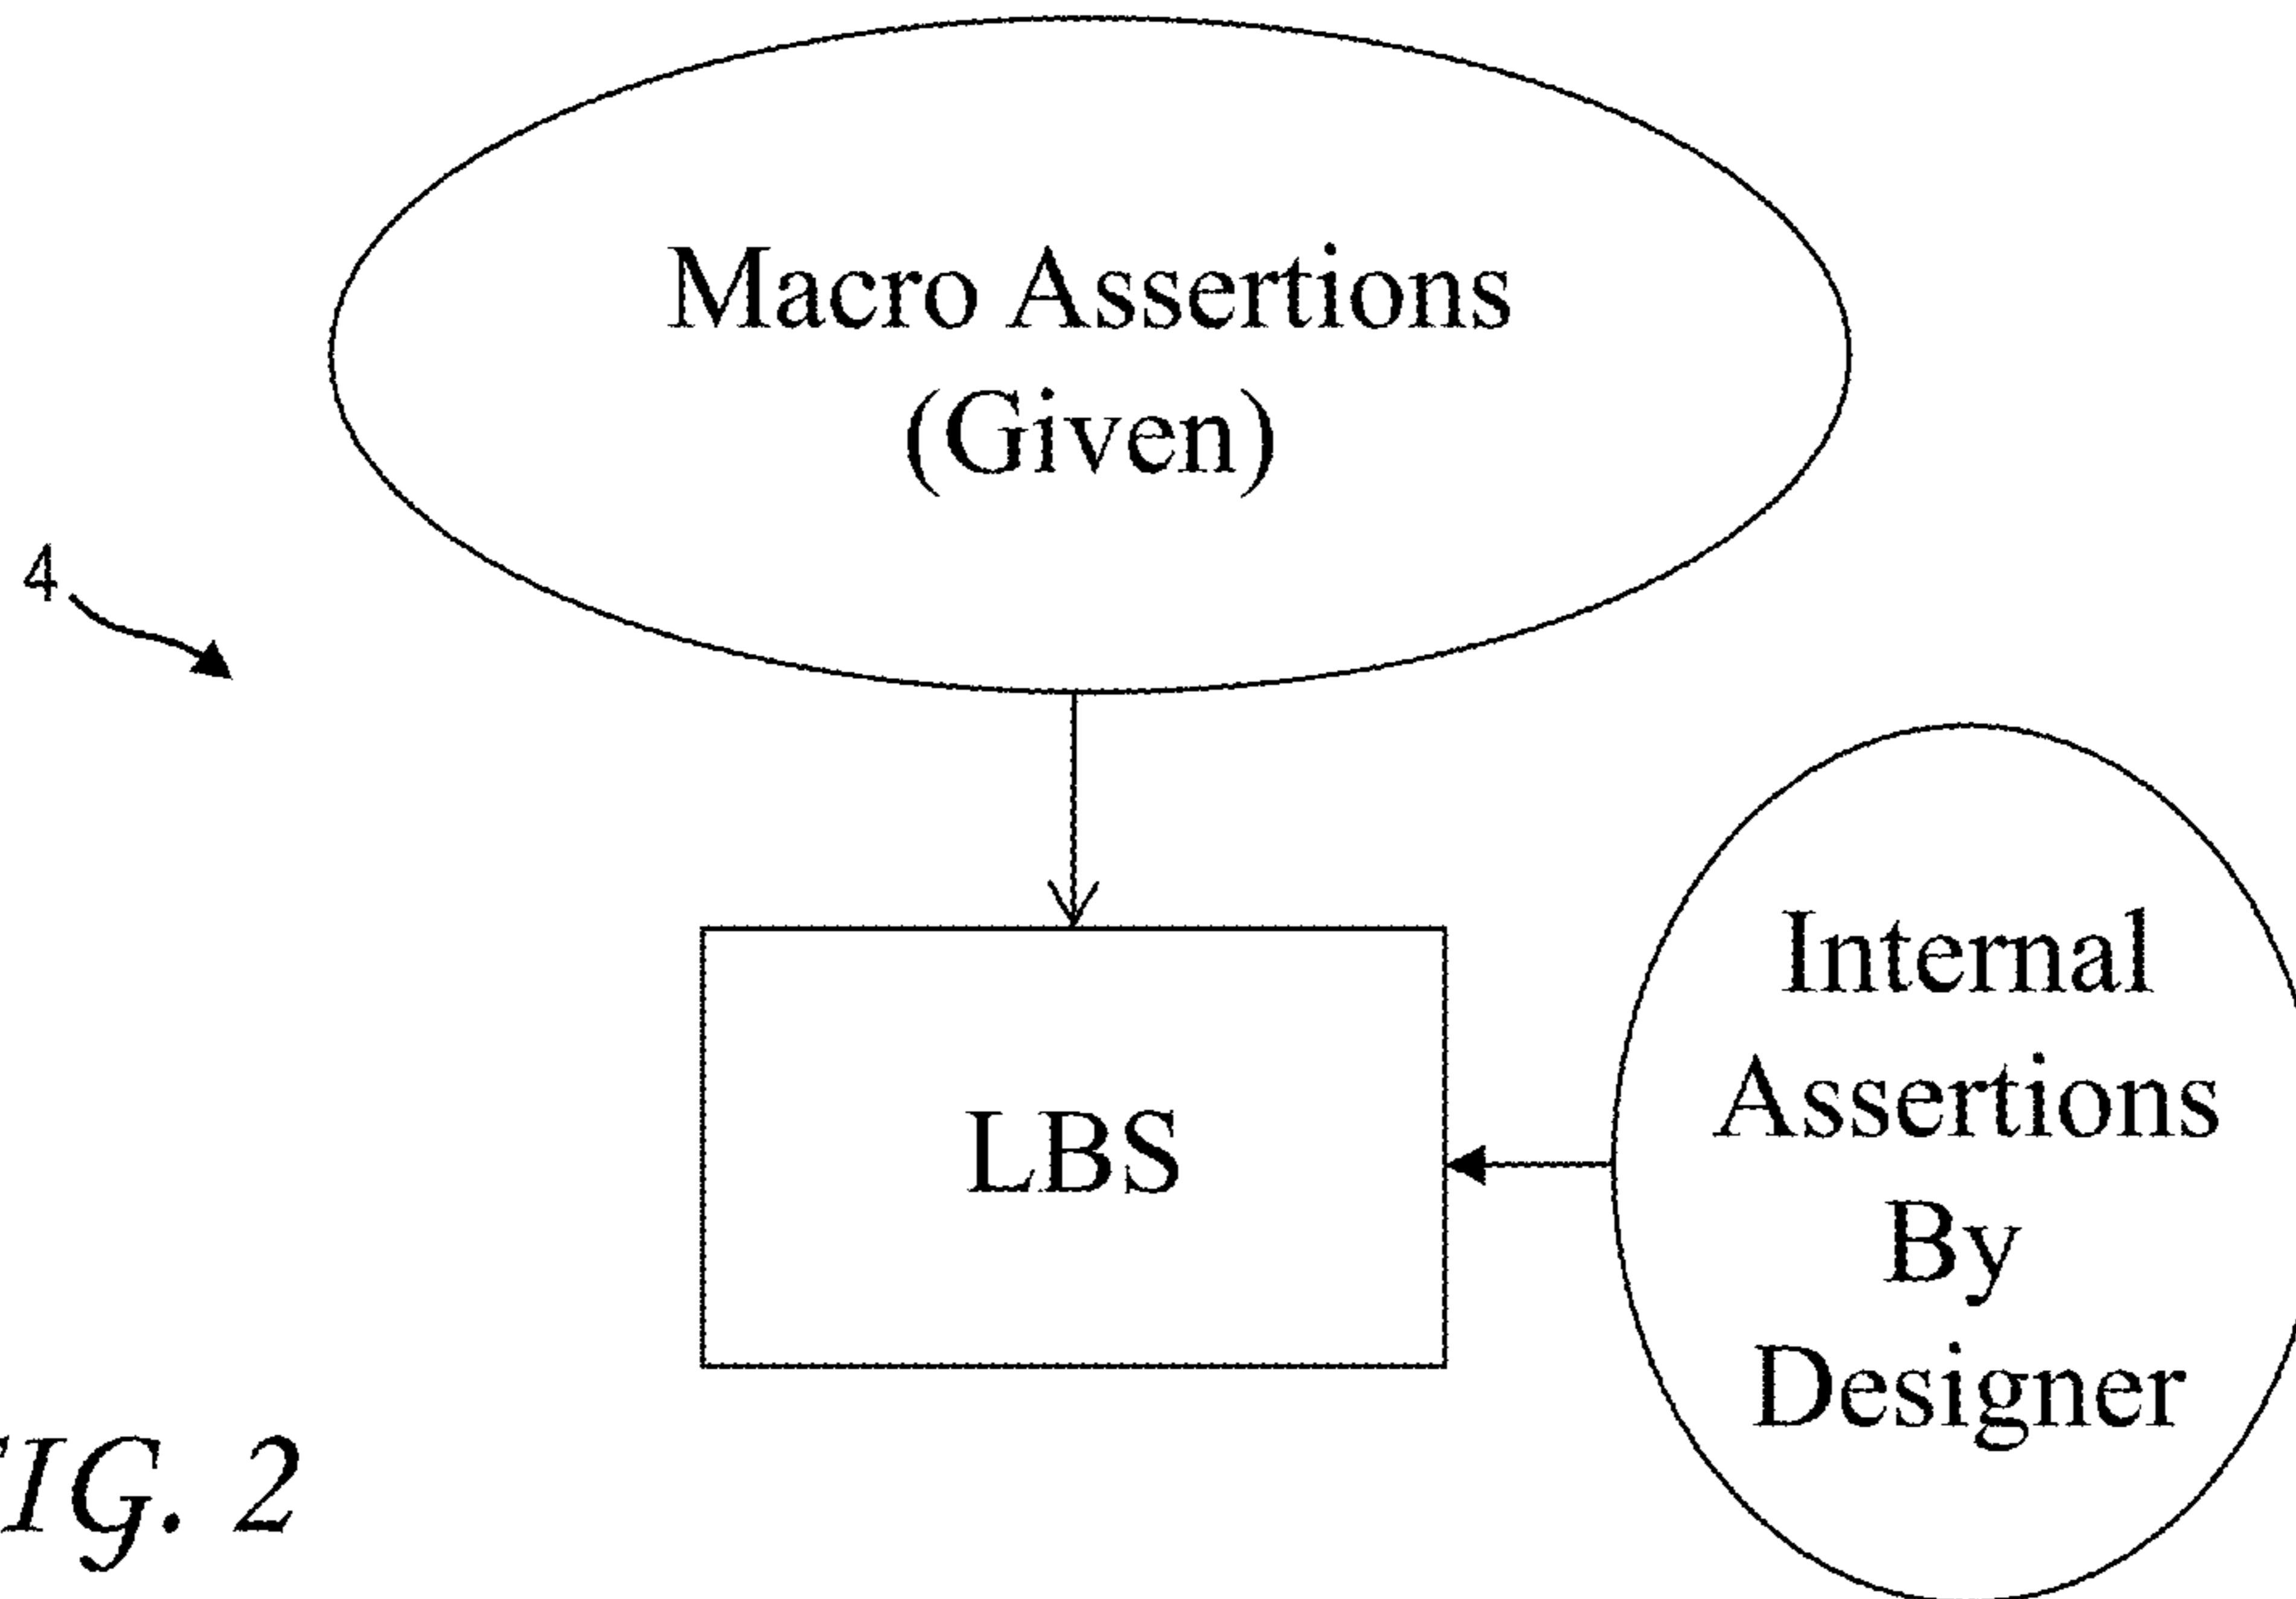 Macro Assertions
(Given)
4
LBS
Internal
Assertions
By
Designer
IG. 2